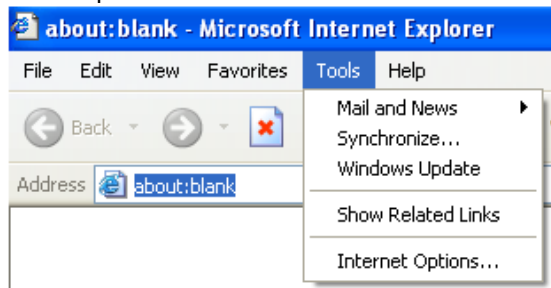 about:blank - Microsoft Internet Explorer
File Edit View Favorites Tools Help
Mail and News
Back
Synchronize...
Windows Update
Address about:blank
Show Related Links
Internet Options...